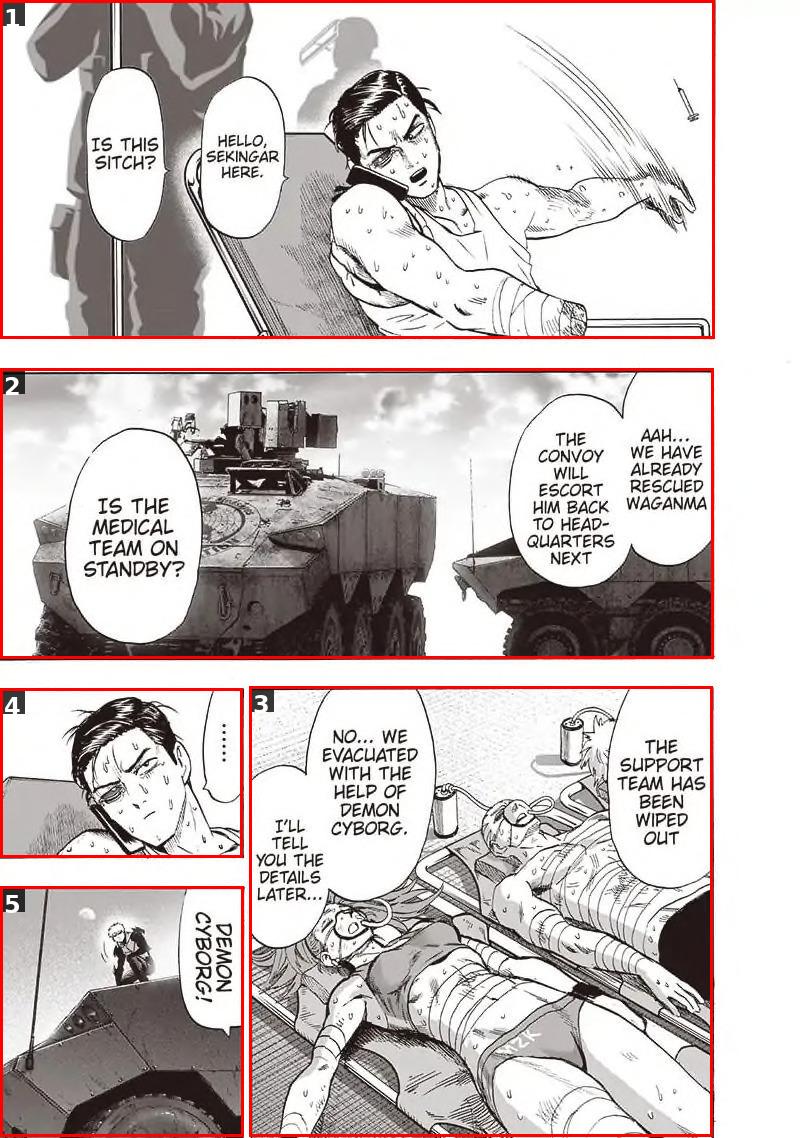 1
HELLO,
SEKINGAR
HERE.
IS THIS
SITCH?
2
AAH...
WE HAVE
ALREADY
RESCUED
WAGANMA
THE
CONVOY
WILL
ESCORT
HIM BACK
TO HEAD-
QUARTERS
NEXT
IS THE
MEDICAL
TEAM ON
STANDBY?
3
THE
SUPPORT
TEAM HAS
BEEN
WIPED
OUT
NO... WE
EVACUATED
WITH THE
HELP OF
DEMON
CYBORG.
I'LL
TELL
YOU THE
DETAILS
LATER...
MZK
4
......
5
DEMON
CYBORG!